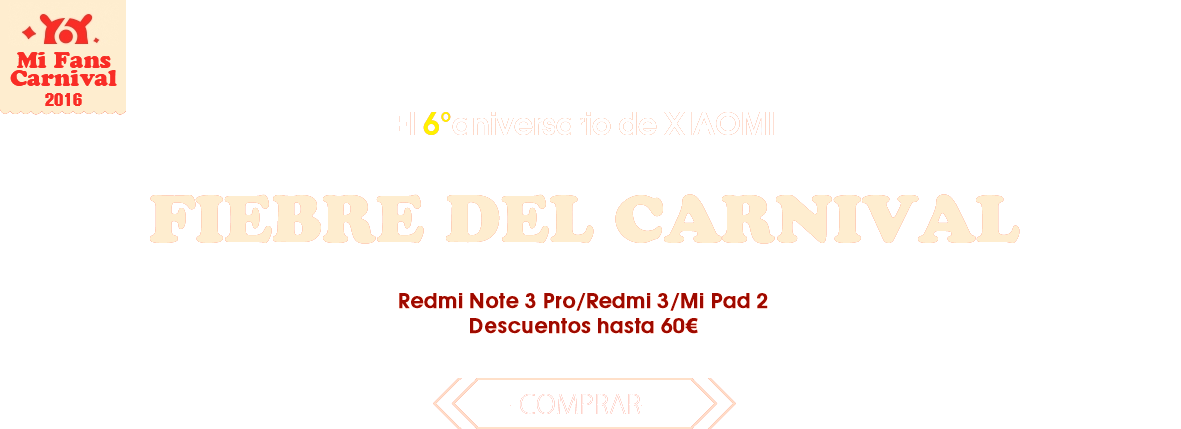 Mi Fans
Carnival
2016
El 6º aniversario de XIAOMI
FIEBRE DEL CARNIVAL
Redmi Note 3 Pro/Redmi 3/Mi Pad 2
Descuentos hasta 60€
COMPRAR